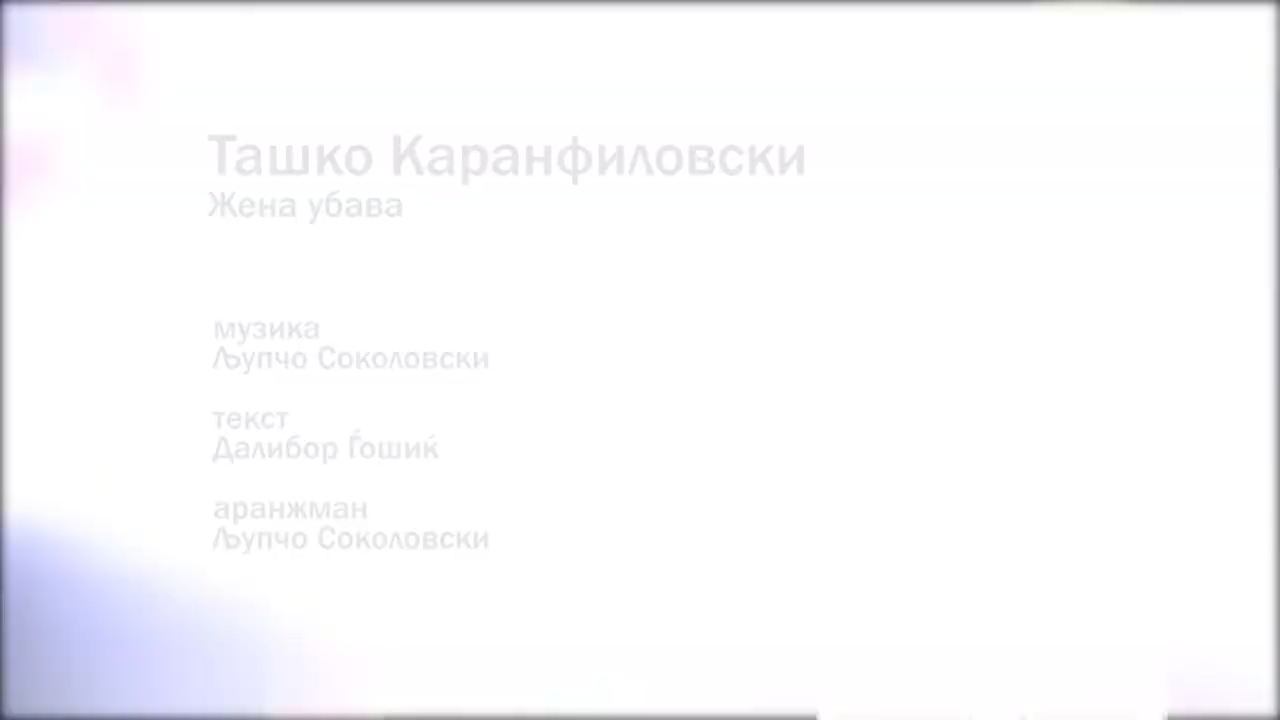 Ташко Каранфиловски
Жена убава
музика
Љупчо Соколовски
текст
Далибор Ѓошиќ
аранжман
Љупчо Соколовски